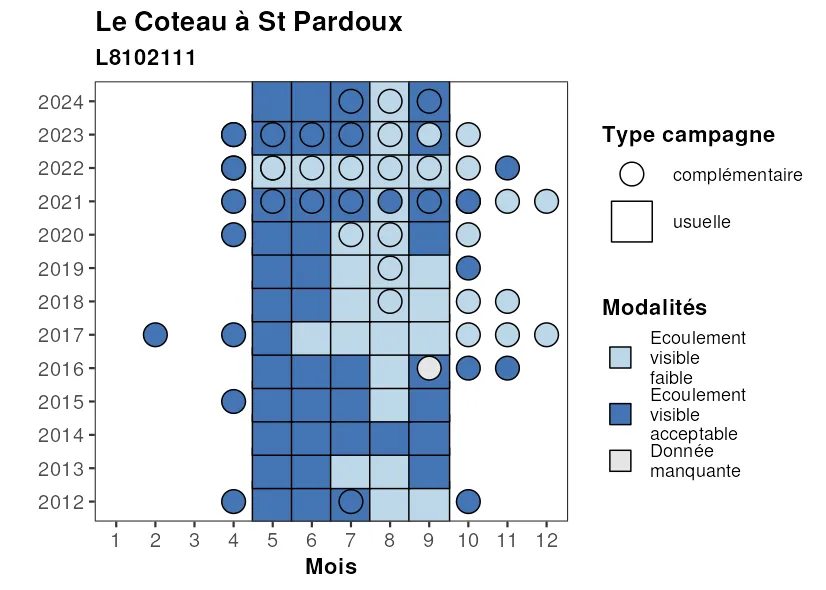 Le Coteau à St Pardoux
L8102111
2024
2023
2022
2021
2020
2019
2018
2017
2016
2015
2014
2013
2012
1 2 3 4 5 6 7 8 9 10 11 12
Mois
Type campagne
complémentaire
usuelle
Modalités
Ecoulement
visible
faible
Ecoulement
visible
acceptable
Donnée
manquante